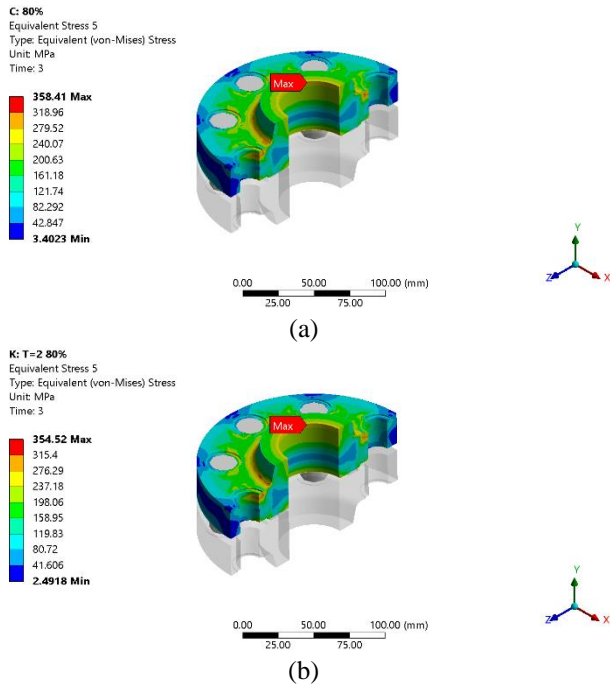 C: 80%
Equivalent Stress 5
Type: Equivalent (von-Mises) Stress
Unit: MPa
Time: 3
358.41 Max
318.96
279.52
240.07
200.63
161.18
121.74
82.292
42.847
3.4023 Min
Max
Y
Z
X
0.00 50.00 100.00 (mm)
25.00 75.00
(a)
K: T=2 80%
Equivalent Stress 5
Type: Equivalent (von-Mises) Stress
Unit: MPa
Time: 3
354.52 Max
315.4
276.29
237.18
198.06
158.95
119.83
80.72
41.606
2.4918 Min
Max
Y
Z
X
0.00 50.00 100.00 (mm)
25.00 75.00
(b)